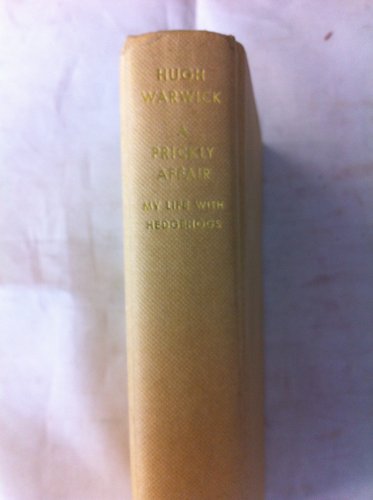 HUGH
WARWICK
A
PRICKLY
AFFAIR
MY LIFE WITH
HEDGEHOGS